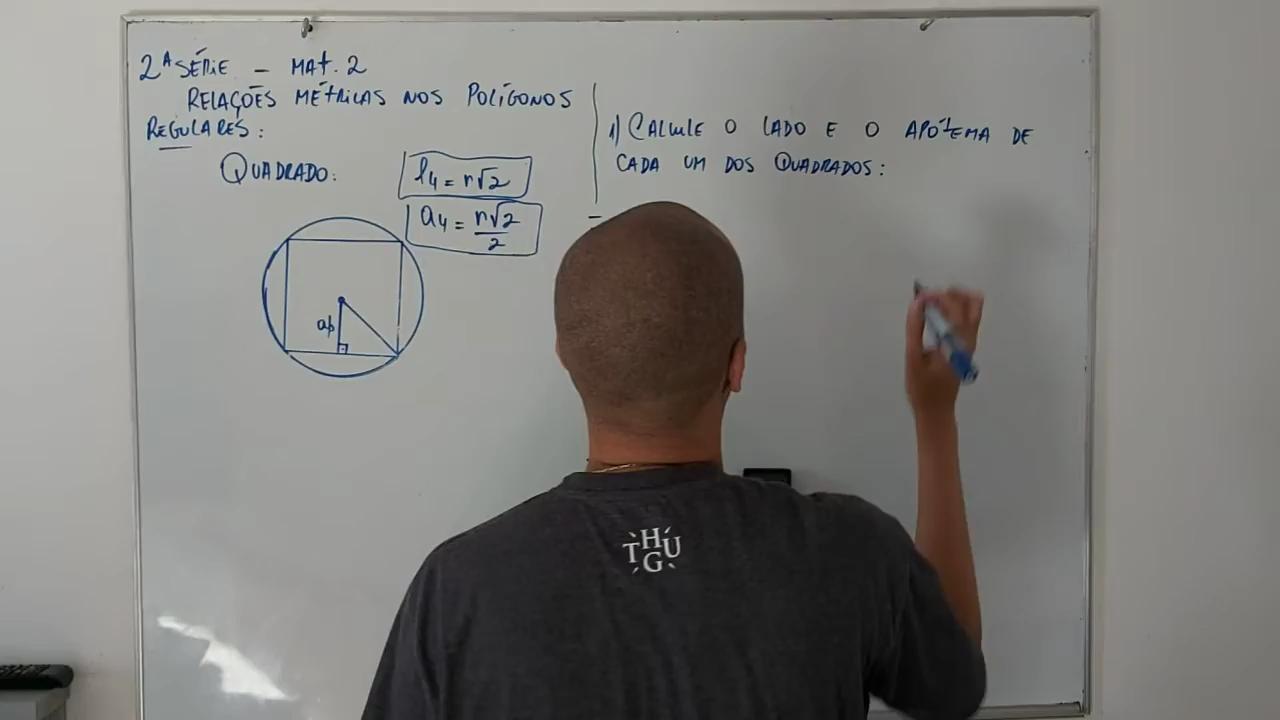 2ª SÉRIE – MAT. 2
RELAÇÕES MÉTRICAS NOS POLÍGONOS
REGULARES:
QUADRADO:
l₄ = r√2
a₄ = r√2/2
ap
1) CALCULE O LADO E O APÓTEMA DE
CADA UM DOS QUADRADOS:
THUG